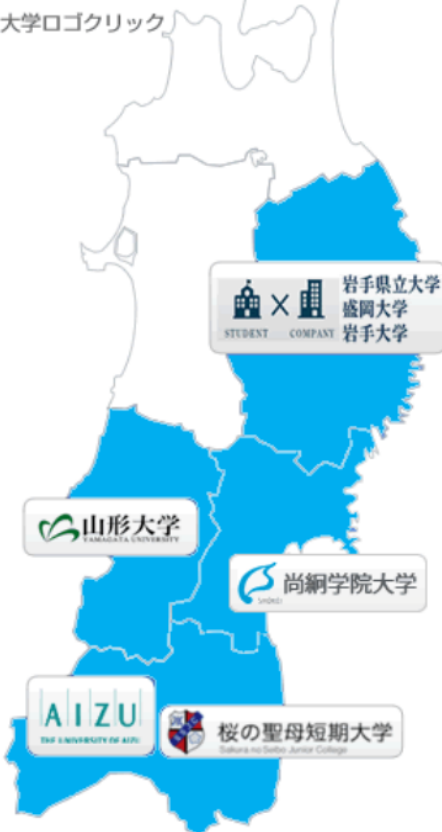 大学ロゴクリック
岩手県立大学
盛岡大学
STUDENT COMPANY 岩手大学
山形大学
YAMAGATA UNIVERSITY
尚絅学院大学
SHOKEI
AIZU
THE UNIVERSITY OF AIZU
桜の聖母短期大学
Sakura no Seibo Junior College